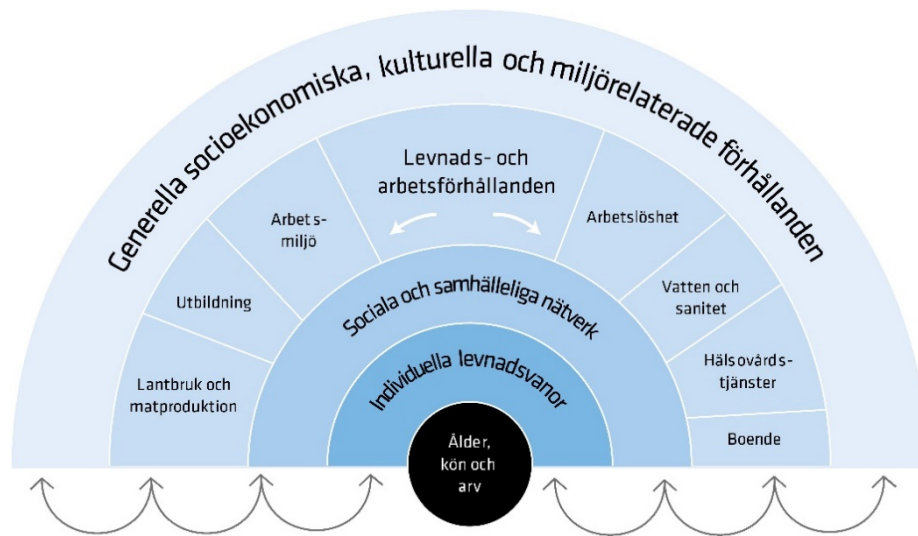 Generella socioekonomiska, kulturella och miljörelaterade förhållanden
Levnads- och
arbetsförhållanden
Arbets-
miljö
Arbetslöshet
Utbildning
Vatten och
sanitet
Lantbruk och
matproduktion
Hälsovårds-
tjänster
Boende
Sociala och samhälleliga nätverk
Individuella levnadsvanor
Ålder,
kön och
arv